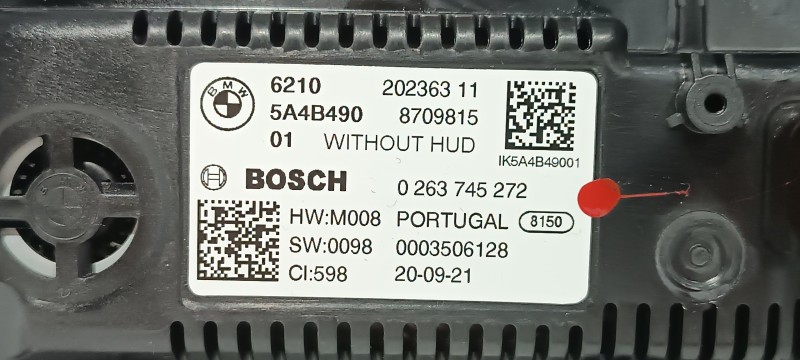 BMW
6210 202363 11
5A4B490 8709815
01 WITHOUT HUD
IK5A4B49001
BOSCH 0 263 745 272
HW:M008 PORTUGAL 8150
SW:0098 0003506128
CI:598 20-09-21